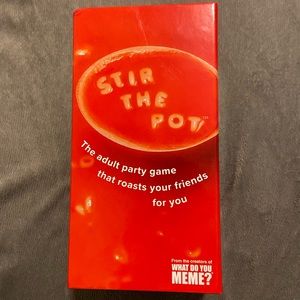 STIR
THE
POT
The adult party game
that roasts your friends
for you
From the creators of
WHAT DO YOU
MEME?